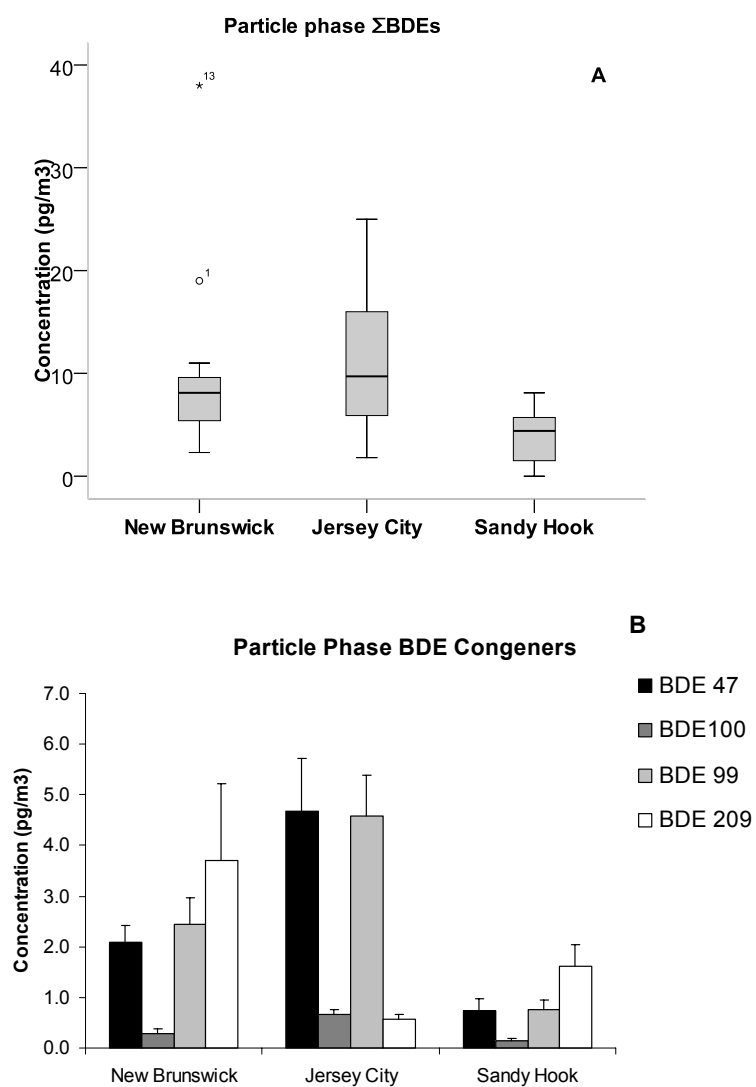 Particle phase ΣBDEs
A
Concentration (pg/m3)
40
30
20
10
0
13
1
New Brunswick Jersey City Sandy Hook
B
Particle Phase BDE Congeners
Concentration (pg/m3)
7.0
6.0
5.0
4.0
3.0
2.0
1.0
0.0
New Brunswick Jersey City Sandy Hook
BDE 47
BDE100
BDE 99
BDE 209